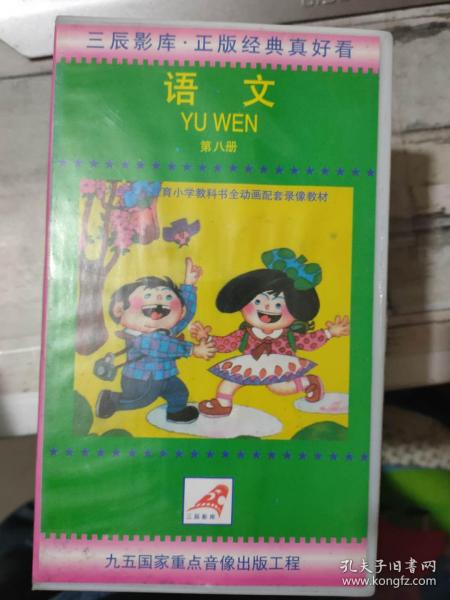 三辰影库·正版经典真好看
语 文
YU WEN
第八册
育小学教科书全动画配套录像教材
三辰影库
九五国家重点音像出版工程
孔夫子旧书网
www.kongfz.com